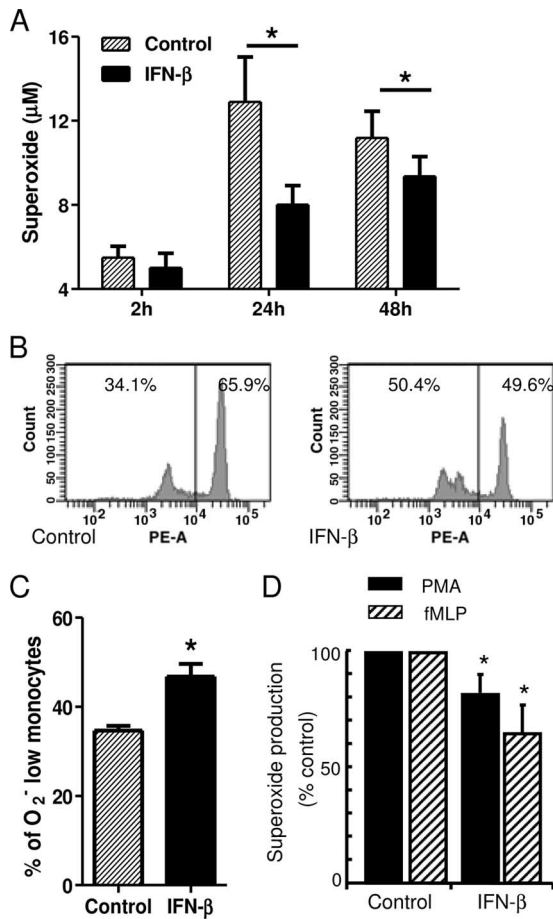 A
Control
IFN-β
Superoxide (μM)
16
12
8
4
*
*
2h
24h
48h
B
34.1%
65.9%
Count
0 50 100 150 200 250 300
10² 10³ 10⁴ 10⁵
Control
PE-A
50.4%
49.6%
Count
0 50 100 150 200 250 300
10² 10³ 10⁴ 10⁵
IFN-β
PE-A
C
% of O₂⁻ low monocytes
60
40
20
0
*
Control
IFN-β
D
PMA
fMLP
Superoxide production
(% control)
100
50
0
*
*
Control
IFN-β